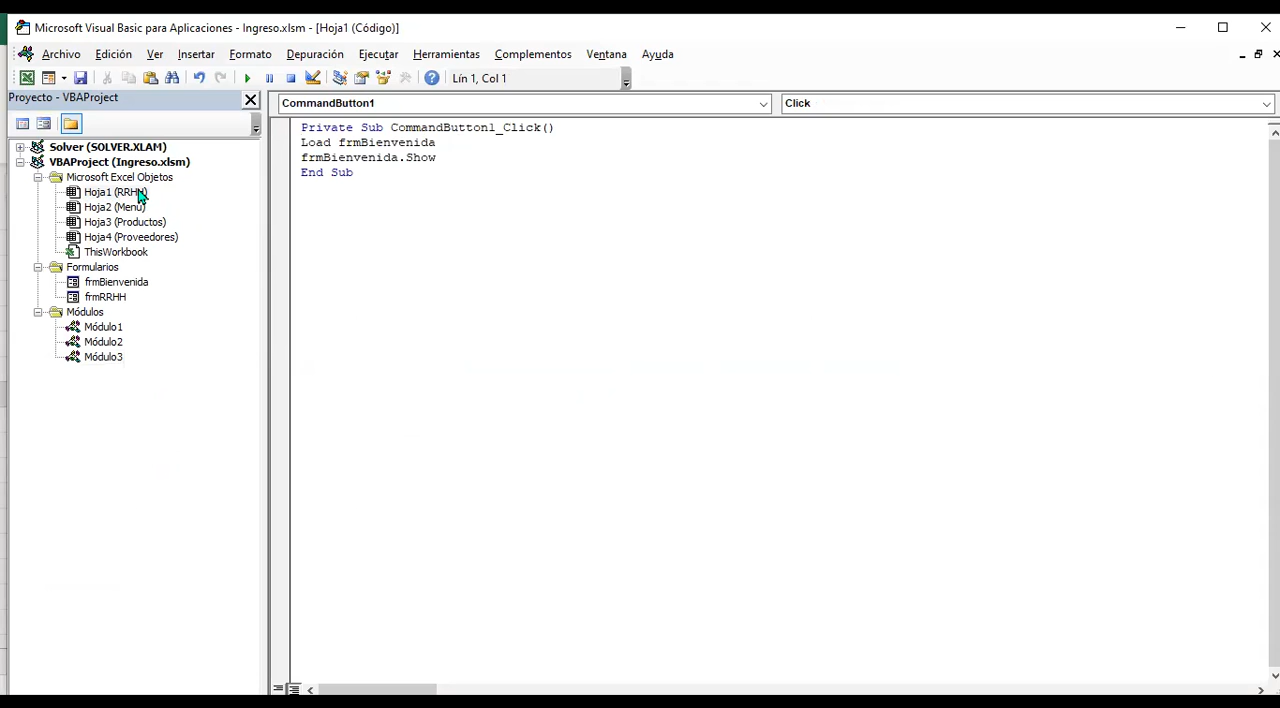 Microsoft Visual Basic para Aplicaciones - Ingreso.xlsm - [Hoja1 (Código)]
Archivo Edición Ver Insertar Formato Depuración Ejecutar Herramientas Complementos Ventana Ayuda
Lín 1, Col 1
Proyecto - VBAProject
CommandButton1
Click
Solver (SOLVER.XLAM)
VBAProject (Ingreso.xlsm)
Microsoft Excel Objetos
Hoja1 (RRHH)
Hoja2 (Menu)
Hoja3 (Productos)
Hoja4 (Proveedores)
ThisWorkbook
Formularios
frmBienvenida
frmRRHH
Módulos
Módulo1
Módulo2
Módulo3
Private Sub CommandButton1_Click()
Load frmBienvenida
frmBienvenida.Show
End Sub